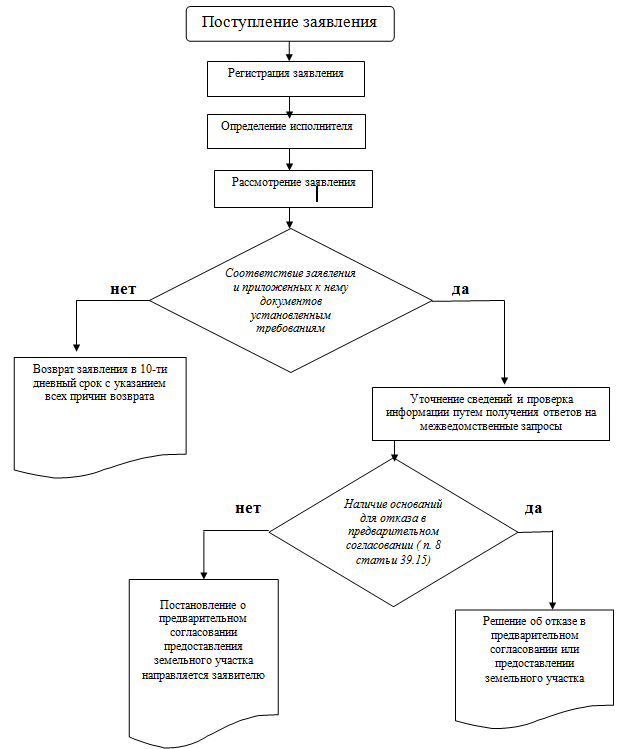 Поступление заявления
Регистрация заявления
Определение исполнителя
Рассмотрение заявления
Соответствие заявления
и приложенных к нему
документов
установленным
требованиям
нет
да
Возврат заявления в 10-ти
дневный срок с указанием
всех причин возврата
Уточнение сведений и проверка
информации путем получения ответов на
межведомственные запросы
Наличие оснований
для отказа в
предварительном
согласовании ( п. 8
статьи 39.15)
нет
да
Постановление о
предварительном
согласовании
предоставления
земельного участка
направляется заявителю
Решение об отказе в
предварительном
согласовании или
предоставлении
земельного участка